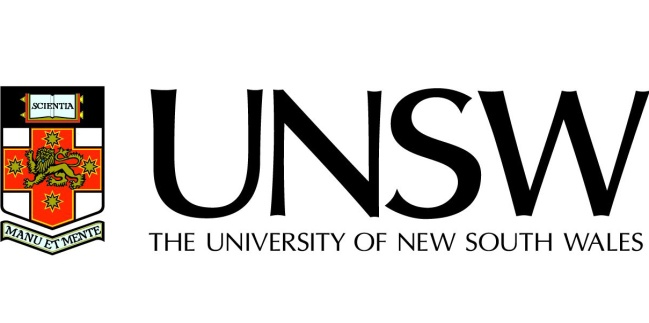 SCIENTIA
MANU ET MENTE
UNSW
THE UNIVERSITY OF NEW SOUTH WALES